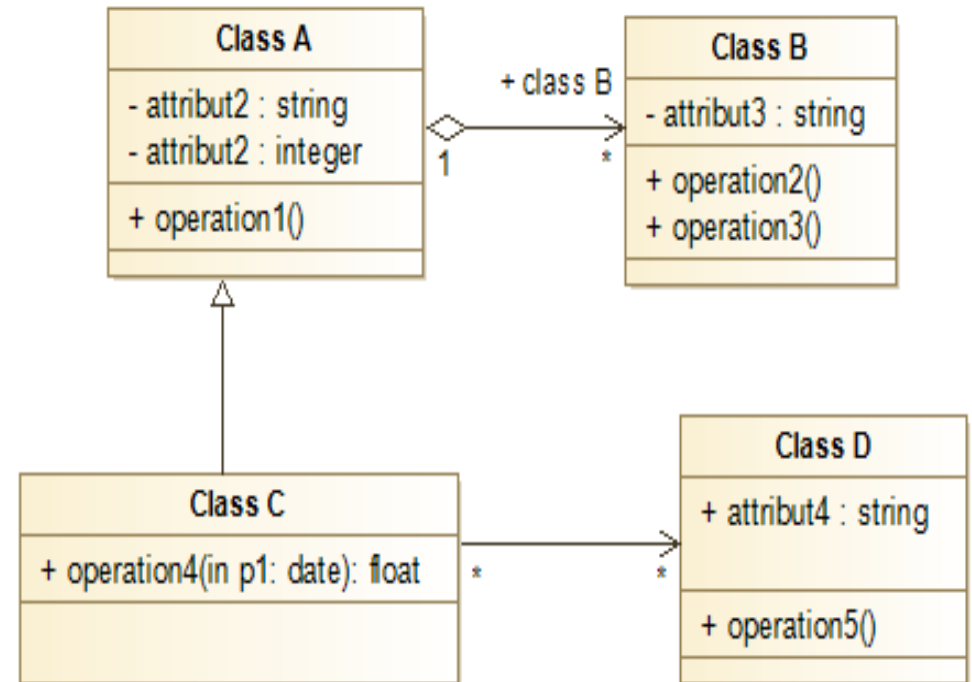 Class A
- attribut2 : string
- attribut2 : integer
+ operation1()
+ class B
1
*
Class B
- attribut3 : string
+ operation2()
+ operation3()
Class C
+ operation4(in p1: date): float
*
*
Class D
+ attribut4 : string
+ operation5()